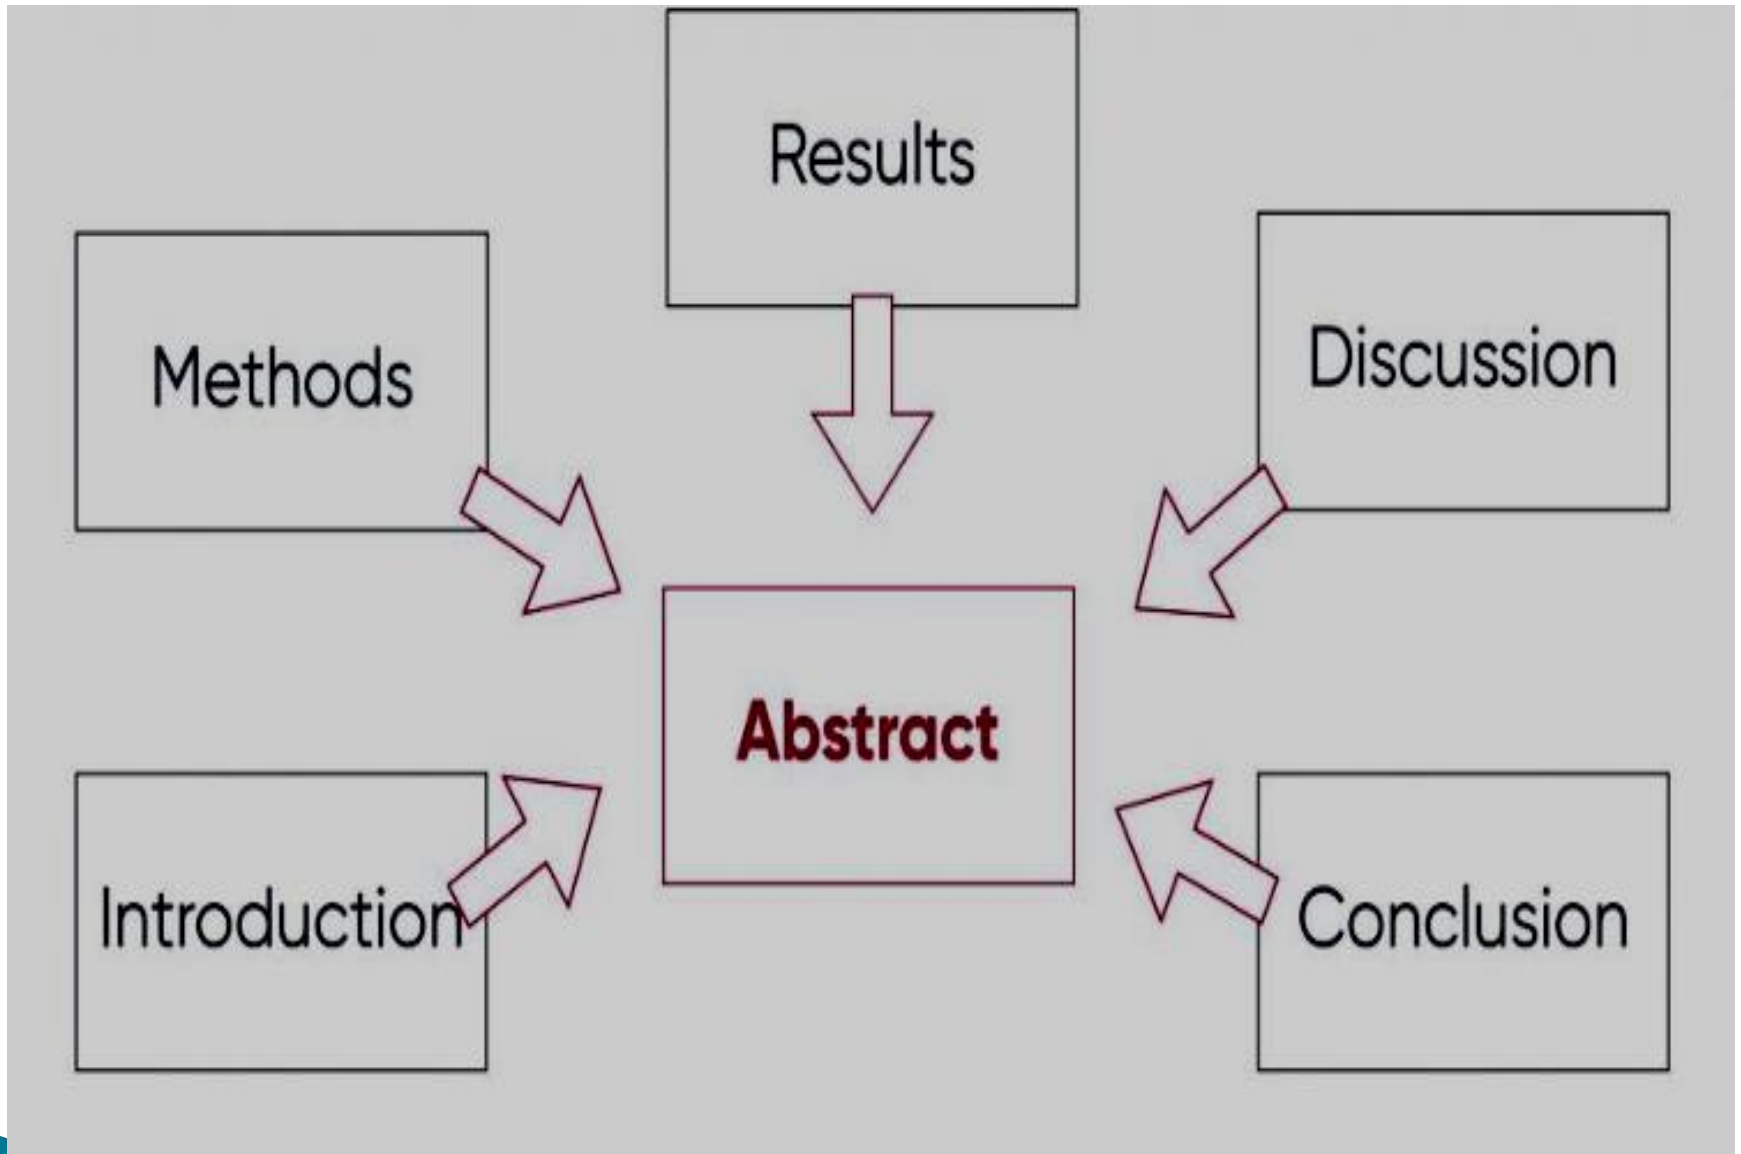 Results
Methods
Discussion
Abstract
Introduction
Conclusion